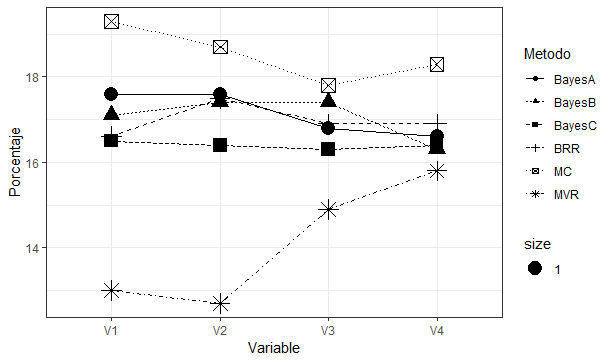 Porcentaje
18
16
14
V1 V2 V3 V4
Variable
Metodo
BayesA
BayesB
BayesC
BRR
MC
MVR
size
1